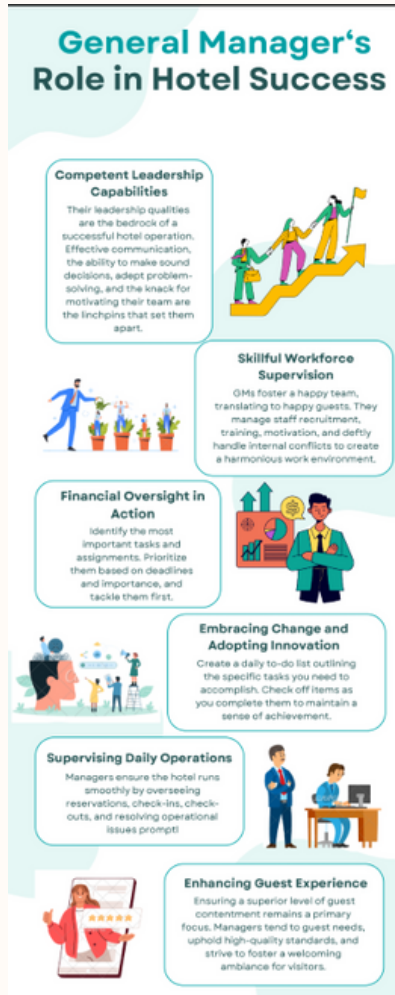 General Manager‘s
Role in Hotel Success
Competent Leadership
Capabilities
Their leadership qualities
are the bedrock of a
successful hotel operation.
Effective communication,
the ability to make sound
decisions, adept problem-
solving, and the knack for
motivating their team are
the linchpins that set them
apart.
Skillful Workforce
Supervision
GMs foster a happy team,
translating to happy guests. They
manage staff recruitment,
training, motivation, and deftly
handle internal conflicts to create
a harmonious work environment.
Financial Oversight in
Action
Identify the most
important tasks and
assignments. Prioritize
them based on deadlines
and importance, and
tackle them first.
Embracing Change and
Adopting Innovation
Create a daily to-do list outlining
the specific tasks you need to
accomplish. Check off items as
you complete them to maintain a
sense of achievement.
Supervising Daily Operations
Managers ensure the hotel runs
smoothly by overseeing
reservations, check-ins, check-
outs, and resolving operational
issues promptl
Enhancing Guest Experience
Ensuring a superior level of guest
contentment remains a primary
focus. Managers tend to guest needs,
uphold high-quality standards, and
strive to foster a welcoming
ambiance for visitors.